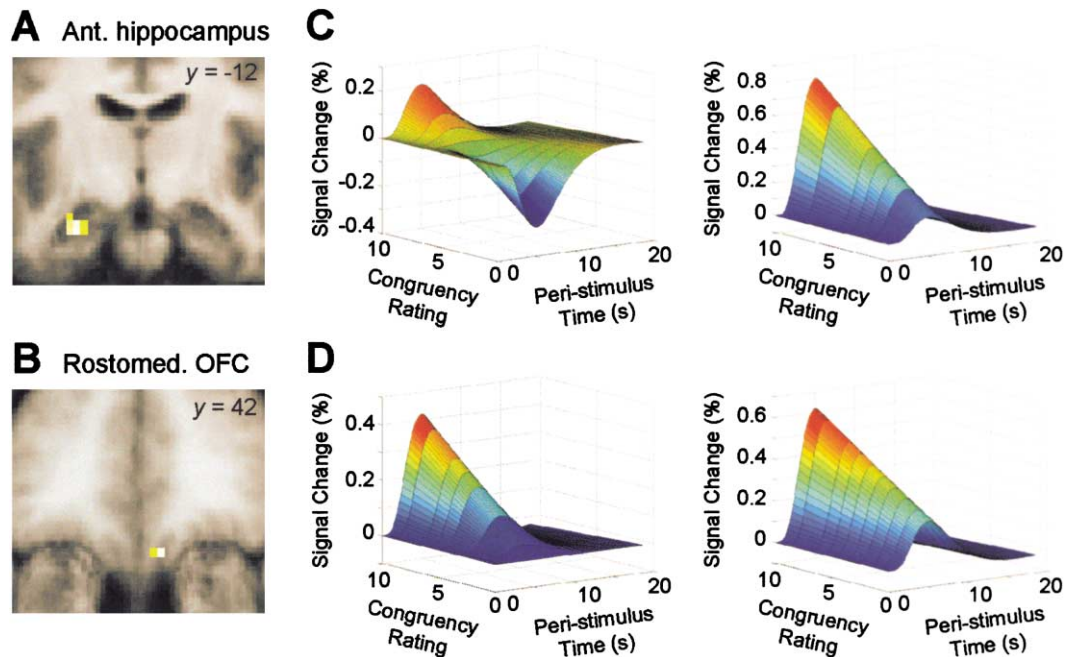 A Ant. hippocampus
y = -12
B Rostomed. OFC
y = 42
C
Signal Change (%)
0.2
0
-0.2
-0.4
10
5
0
Congruency
Rating
0
10
20
Peri-stimulus
Time (s)
Signal Change (%)
0.8
0.6
0.4
0.2
0
10
5
0
Congruency
Rating
0
10
20
Peri-stimulus
Time (s)
D
Signal Change (%)
0.4
0.2
0
10
5
0
Congruency
Rating
0
10
20
Peri-stimulus
Time (s)
Signal Change (%)
0.6
0.4
0.2
0
10
5
0
Congruency
Rating
0
10
20
Peri-stimulus
Time (s)